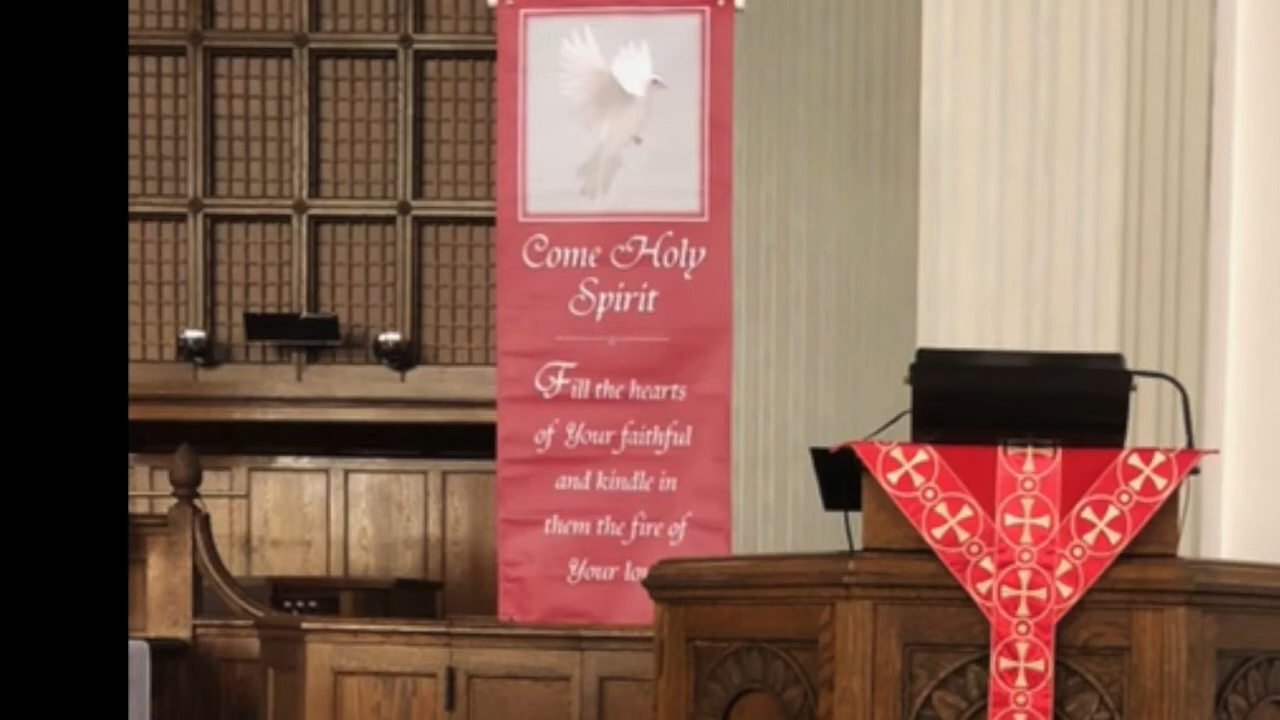 Come Holy
Spirit
Fill the hearts
of Your faithful
and kindle in
them the fire of
Your